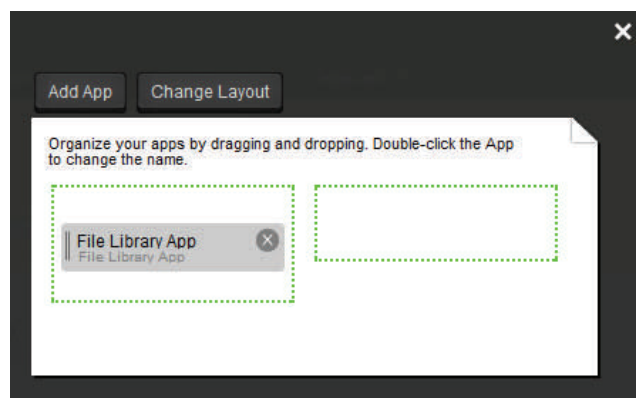 Add App
Change Layout
Organize your apps by dragging and dropping. Double-click the App
to change the name.
File Library App
File Library App